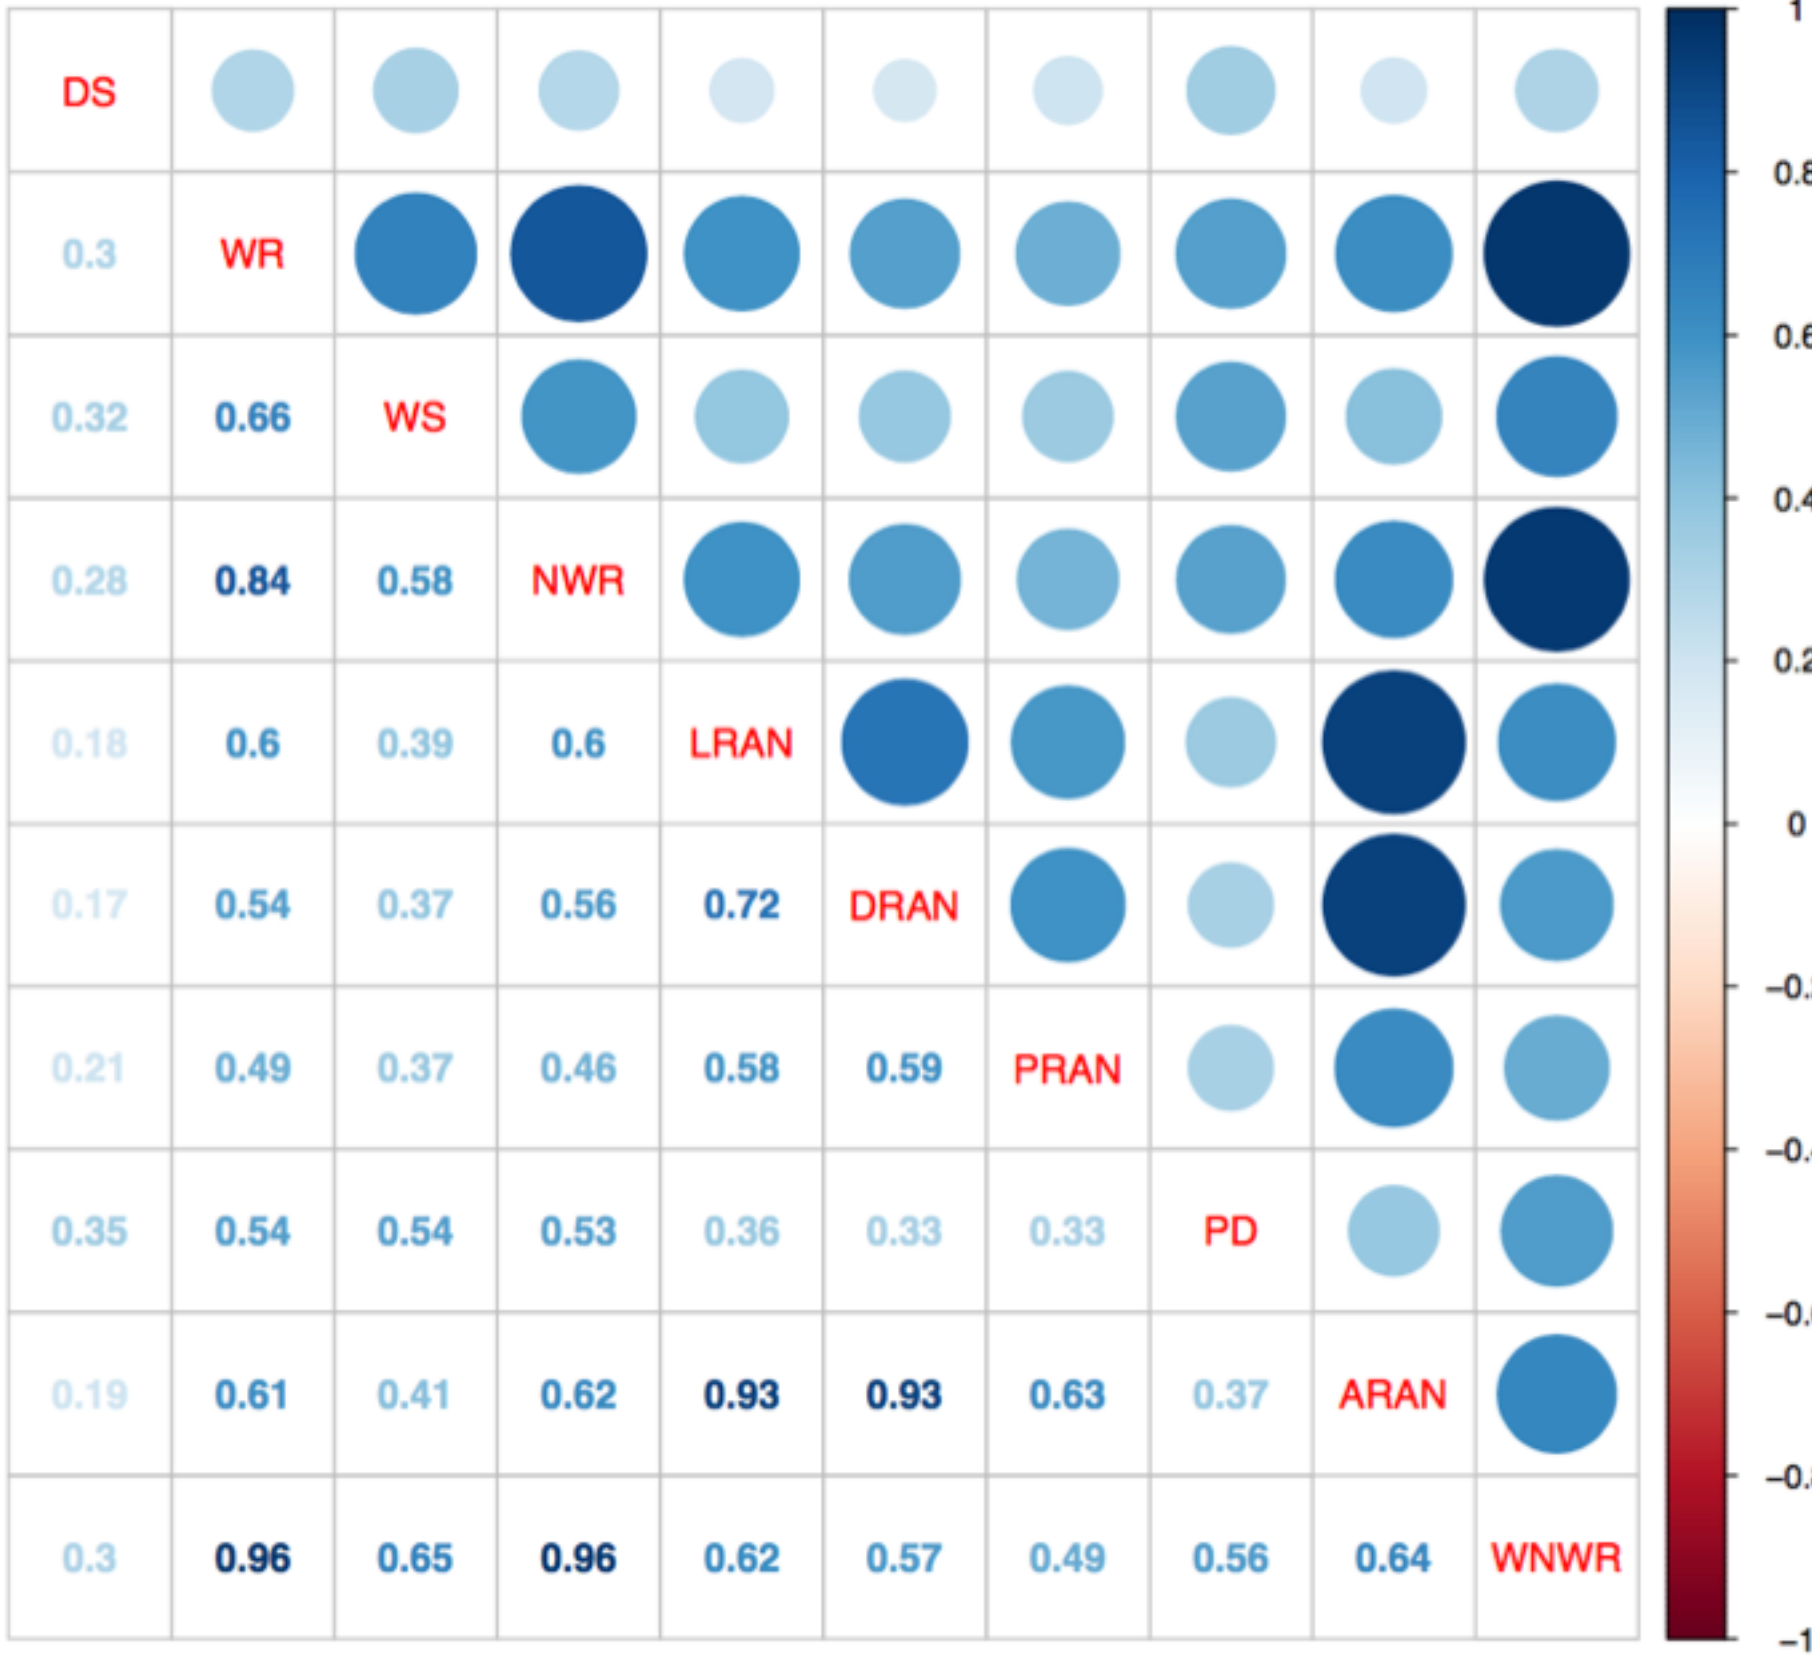 DS
0.3 WR
0.32 0.66 WS
0.28 0.84 0.58 NWR
0.18 0.6 0.39 0.6 LRAN
0.17 0.54 0.37 0.56 0.72 DRAN
0.21 0.49 0.37 0.46 0.58 0.59 PRAN
0.35 0.54 0.54 0.53 0.36 0.33 0.33 PD
0.19 0.61 0.41 0.62 0.93 0.93 0.63 0.37 ARAN
0.3 0.96 0.65 0.96 0.62 0.57 0.49 0.56 0.64 WNWR
1
0.8
0.6
0.4
0.2
0
-1